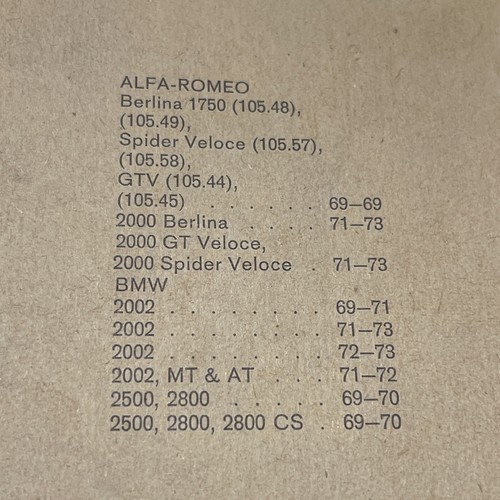 ALFA-ROMEO
Berlina 1750 (105.48),
(105.49),
Spider Veloce (105.57),
(105.58),
GTV (105.44),
(105.45) . . . . . . 69—69
2000 Berlina . . . . 71—73
2000 GT Veloce,
2000 Spider Veloce . 71—73
BMW
2002 . . . . . . . . 69—71
2002 . . . . . . . . 71—73
2002 . . . . . . . . 72—73
2002, MT & AT . . . 71—72
2500, 2800 . . . . . 69—70
2500, 2800, 2800 CS . 69—70